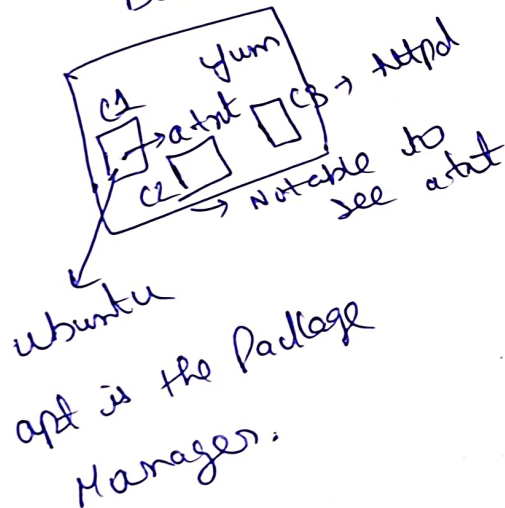 yum
C1
a.txt
C3 → httpd
C2
→ Not able to
see a.txt
ubuntu
apt is the Package
Manager.